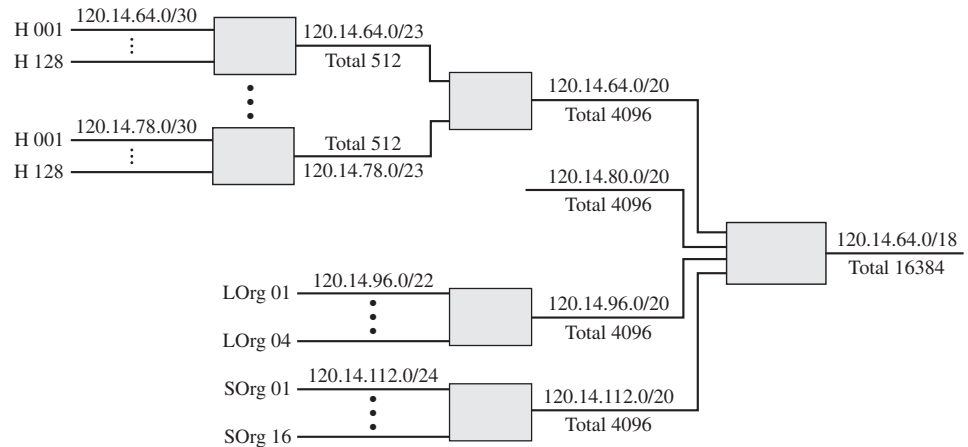 120.14.64.0/30
H 001
H 128
120.14.64.0/23
Total 512
120.14.78.0/30
H 001
H 128
Total 512
120.14.78.0/23
120.14.64.0/20
Total 4096
120.14.80.0/20
Total 4096
120.14.64.0/18
Total 16384
LOrg 01
120.14.96.0/22
LOrg 04
120.14.96.0/20
Total 4096
SOrg 01
120.14.112.0/24
SOrg 16
120.14.112.0/20
Total 4096